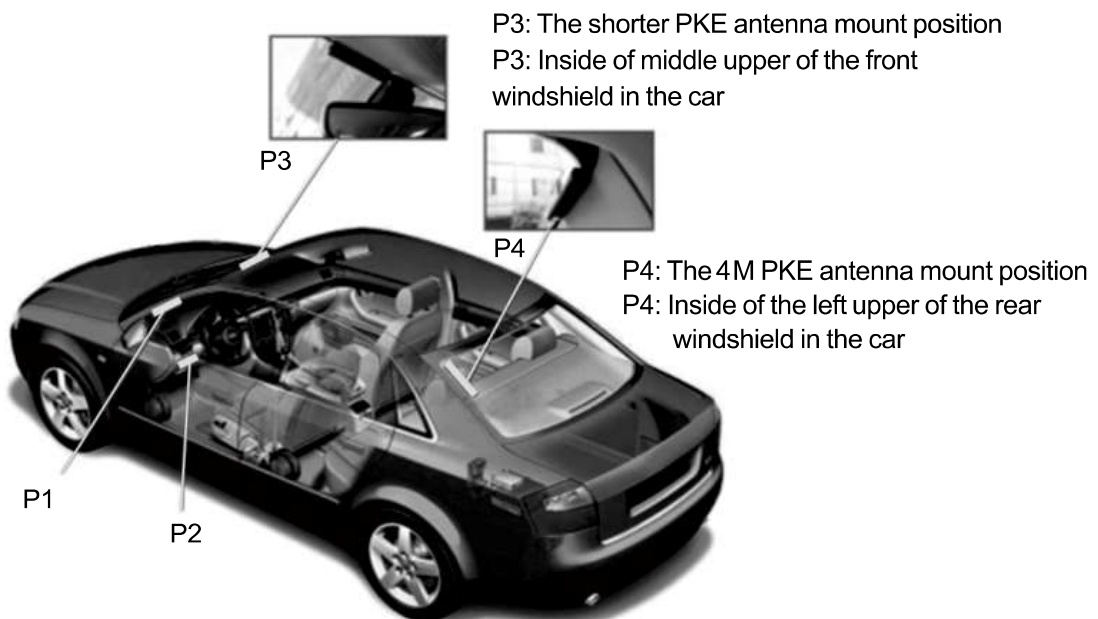 P3: The shorter PKE antenna mount position
P3: Inside of middle upper of the front
windshield in the car
P3
P4
P4: The 4M PKE antenna mount position
P4: Inside of the left upper of the rear
windshield in the car
P1
P2